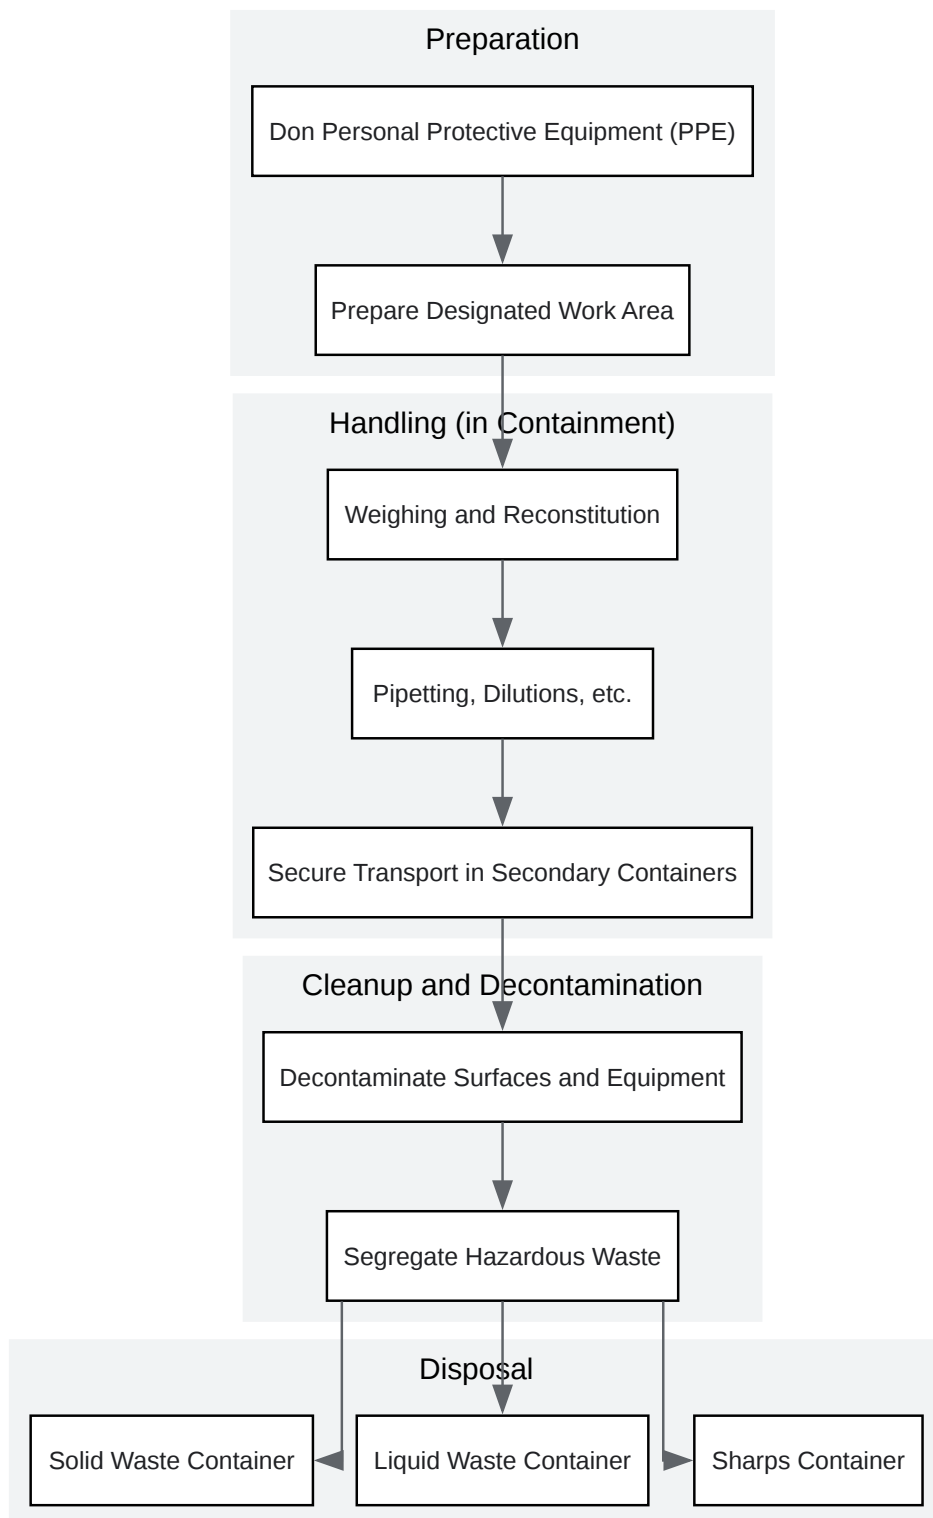 Preparation
Don Personal Protective Equipment (PPE)
Prepare Designated Work Area
Handling (in Containment)
Weighing and Reconstitution
Pipetting, Dilutions, etc.
Secure Transport in Secondary Containers
Cleanup and Decontamination
Decontaminate Surfaces and Equipment
Segregate Hazardous Waste
Disposal
Solid Waste Container
Liquid Waste Container
Sharps Container